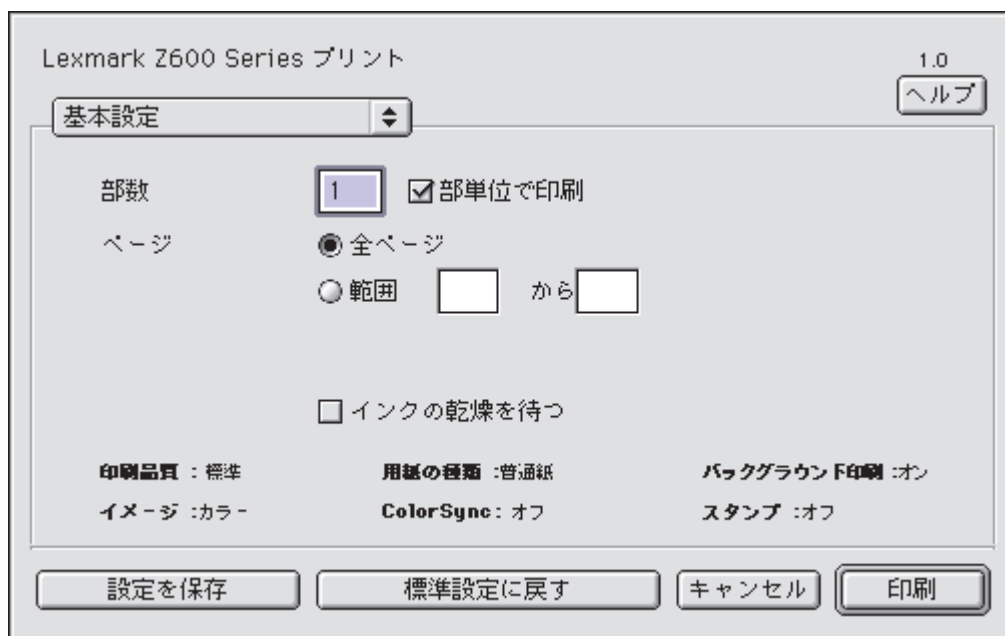 Lexmark Z600 Series プリント
1.0
ヘルプ
基本設定
部数 1 部単位で印刷
ページ 全ページ
範囲 から
インクの乾燥を待つ
印刷品質 : 標準 用紙の種類 :普通紙 バックグラウンド印刷 :オン
イメージ :カラー ColorSync : オフ スタンプ :オフ
設定を保存 標準設定に戻す キャンセル 印刷